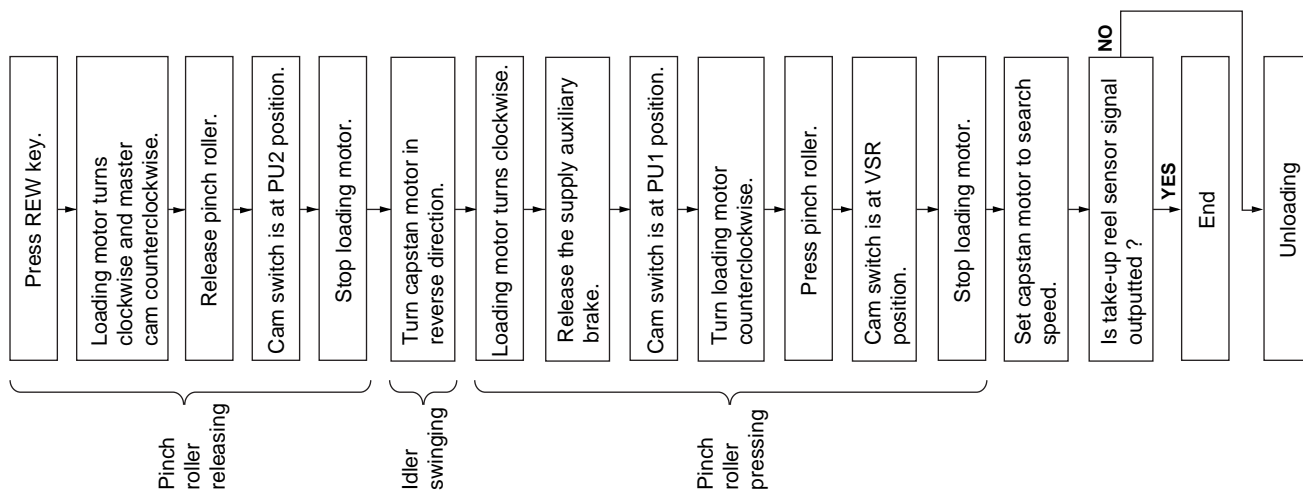 Press REW key.
Loading motor turns
clockwise and master
cam counterclockwise.
Release pinch roller.
Cam switch is at PU2 position.
Stop loading motor.
Pinch
roller
releasing
Turn capstan motor in
reverse direction.
Idler
swinging
Loading motor turns clockwise.
Release the supply auxiliary
brake.
Cam switch is at PU1 position.
Turn loading motor
counterclockwise.
Press pinch roller.
Cam switch is at VSR
position.
Stop loading motor.
Pinch
roller
pressing
Set capstan motor to search
speed.
Is take-up reel sensor signal
outputted ?
NO
YES
End
Unloading